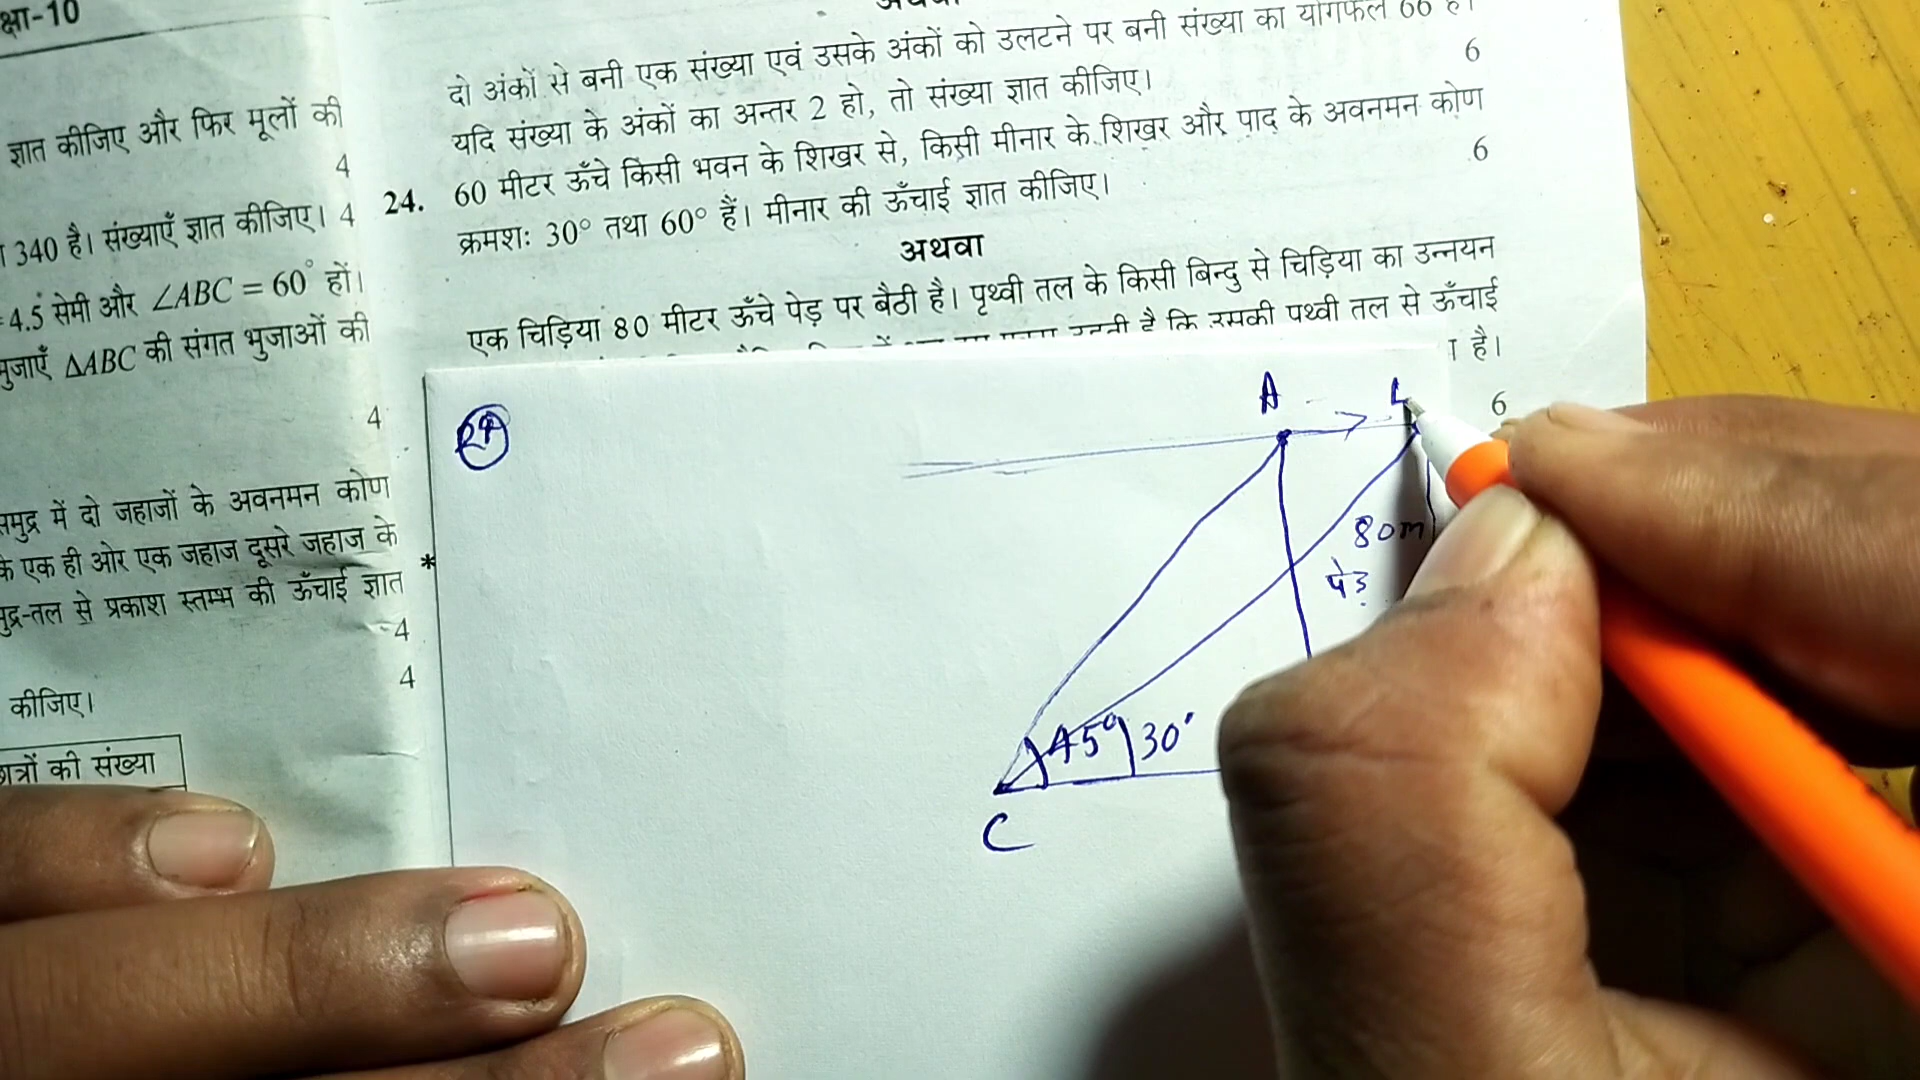 क्षा-10
ज्ञात कीजिए और फिर मूलों की
4
340 है। संख्याएँ ज्ञात कीजिए। 4
4.5 सेमी और ∠ABC = 60° हों।
भुजाएँ ΔABC की संगत भुजाओं की
4
समुद्र में दो जहाजों के अवनमन कोण
के एक ही ओर एक जहाज दूसरे जहाज के
मुद्र-तल से प्रकाश स्तम्भ की ऊँचाई ज्ञात
4
4
कीजिए।
छात्रों की संख्या
अथवा
दो अंकों से बनी एक संख्या एवं उसके अंकों को उलटने पर बनी संख्या का योगफल 66 है।
यदि संख्या के अंकों का अन्तर 2 हो, तो संख्या ज्ञात कीजिए।
6
24. 60 मीटर ऊँचे किसी भवन के शिखर से, किसी मीनार के शिखर और पाद के अवनमन कोण
क्रमशः 30° तथा 60° हैं। मीनार की ऊँचाई ज्ञात कीजिए।
6
अथवा
एक चिड़िया 80 मीटर ऊँचे पेड़ पर बैठी है। पृथ्वी तल के किसी बिन्दु से चिड़िया का उन्नयन
है कि उसकी पृथ्वी तल से ऊँचाई
है।
6
*
24
A
80m
पेड़
45° 30°
C